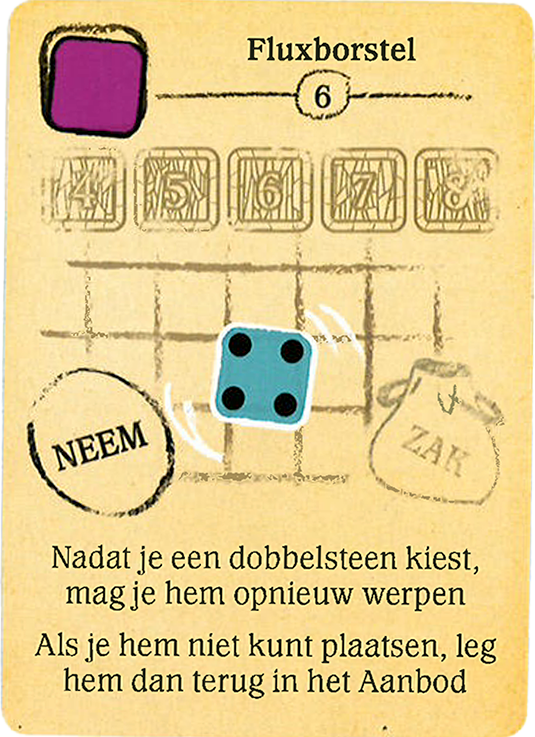 Fluxborstel
6
4 5 6 7 8
NEEM
ZAK
Nadat je een dobbelsteen kiest,
mag je hem opnieuw werpen
Als je hem niet kunt plaatsen, leg
hem dan terug in het Aanbod